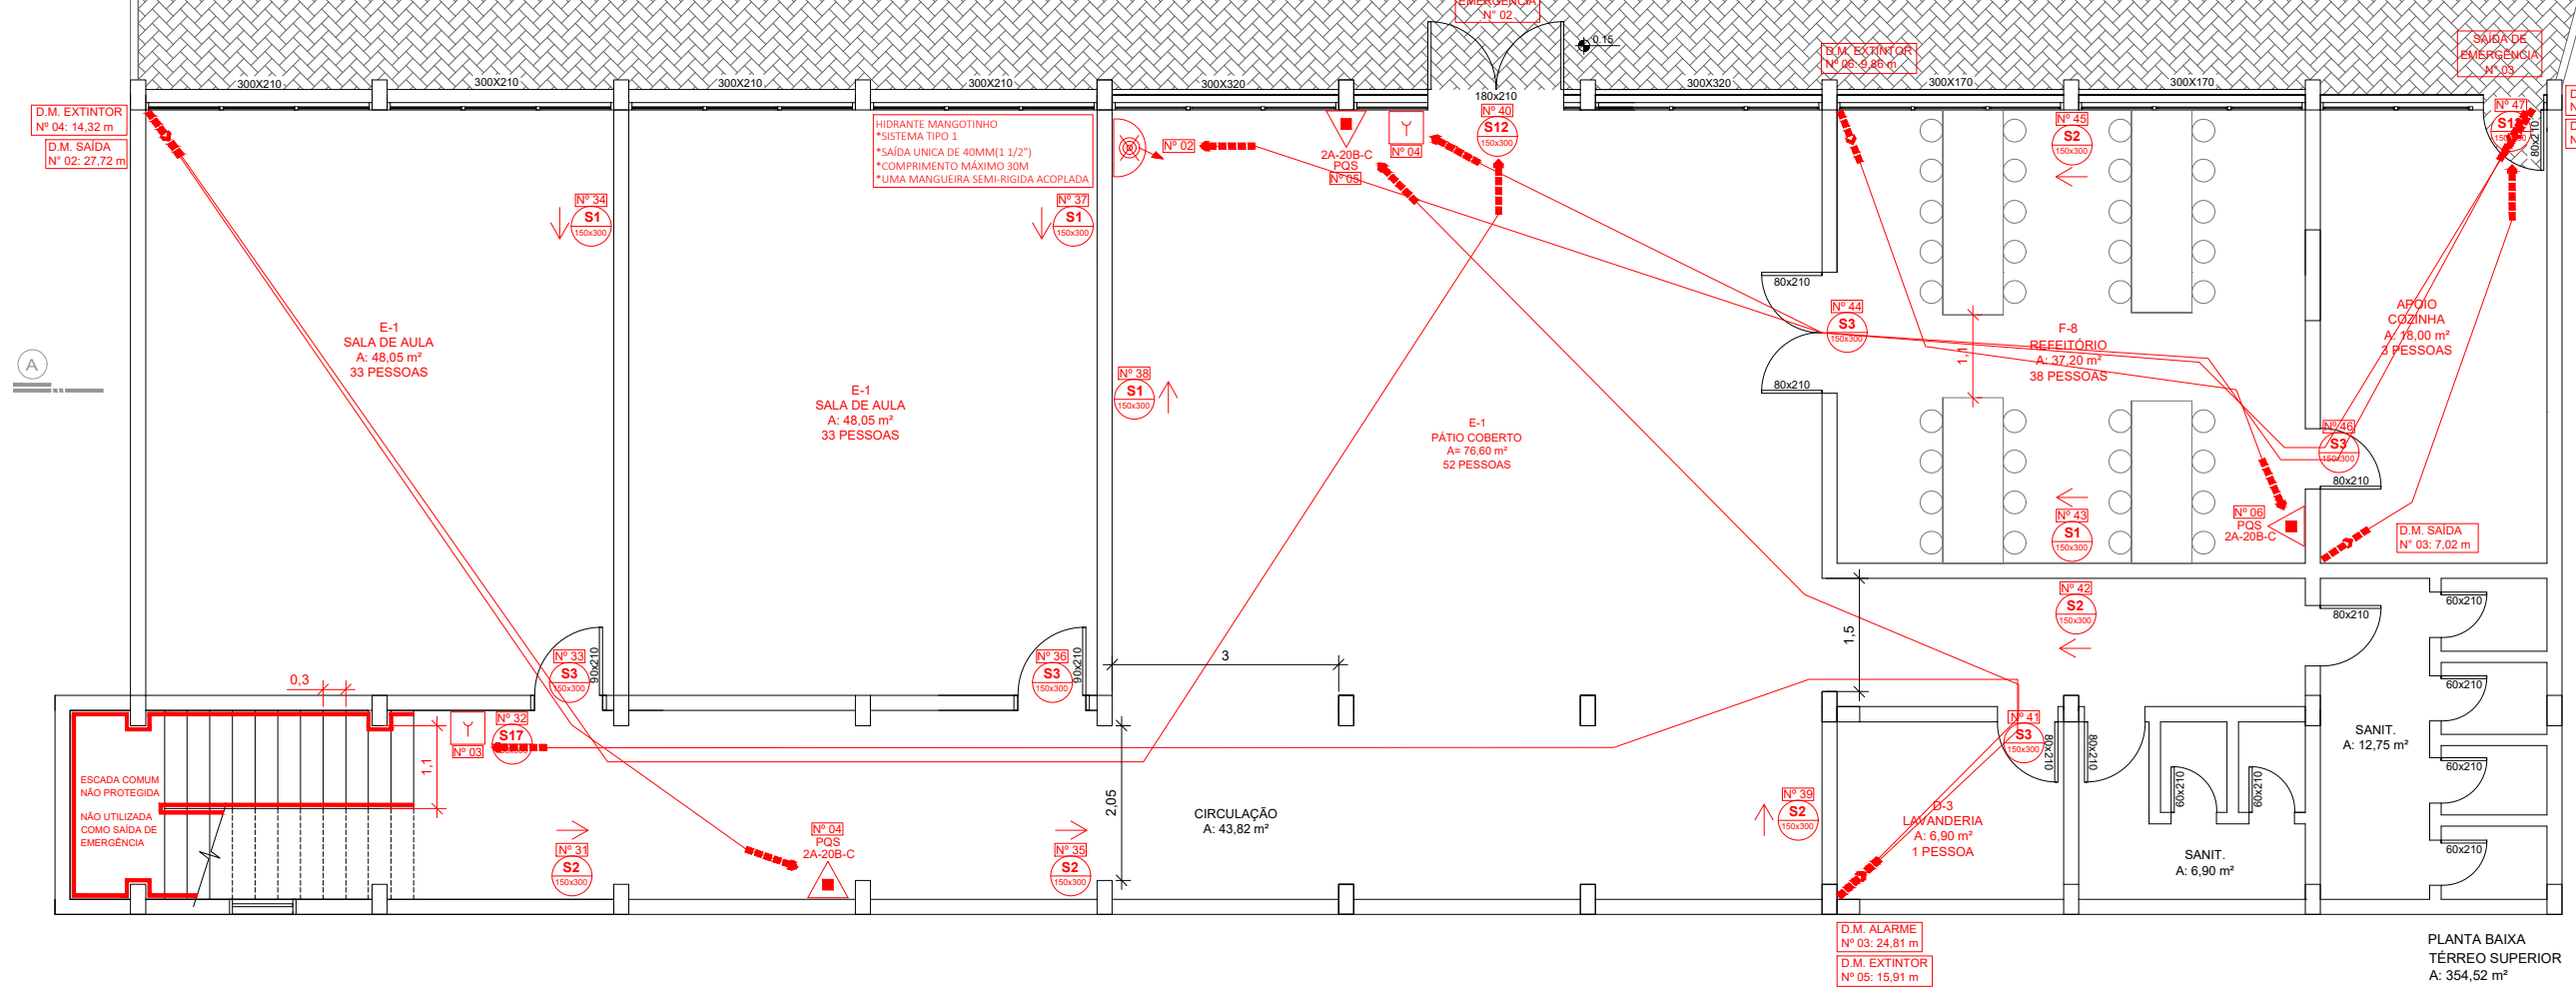 EMERGÊNCIA
N° 02
0.15
SAÍDA DE
EMERGÊNCIA
N° 03
D.M. EXTINTOR
Nº 06: 9,86 m
300X210
300X210
300X210
300X210
300X320
180x210
300X320
300X170
300X170
D.M. EXTINTOR
Nº 04: 14,32 m
D.M. SAÍDA
N° 02: 27,72 m
HIDRANTE MANGOTINHO
*SISTEMA TIPO 1
*SAÍDA UNICA DE 40MM(1 1/2")
*COMPRIMENTO MÁXIMO 30M
*UMA MANGUEIRA SEMI-RIGIDA ACOPLADA
Nº 02
2A-20B-C
PQS
Nº 05
Nº 04
Nº 40
S12
150x300
Nº 45
S2
150x300
Nº 47
80x210
Nº 34
S1
150x300
Nº 37
S1
150x300
80x210
Nº 44
S3
150x300
80x210
A
E-1
SALA DE AULA
A: 48,05 m²
33 PESSOAS
E-1
SALA DE AULA
A: 48,05 m²
33 PESSOAS
Nº 38
S1
150x300
E-1
PÁTIO COBERTO
A= 76,60 m²
52 PESSOAS
1,1
F-8
REFEITÓRIO
A: 37,20 m²
38 PESSOAS
APOIO
COZINHA
A: 18,00 m²
3 PESSOAS
Nº 46
S3
150x300
80x210
Nº 06
PQS
2A-20B-C
Nº 43
S1
150x300
D.M. SAÍDA
N° 03: 7,02 m
Nº 42
S2
150x300
80x210
60x210
60x210
60x210
60x210
1,5
3
Nº 33
S3
150x300
90x210
Nº 36
S3
150x300
90x210
0,3
1,1
Nº 03
Nº 32
S17
ESCADA COMUM
NÃO PROTEGIDA
NÃO UTILIZADA
COMO SAÍDA DE
EMERGÊNCIA
Nº 31
S2
150x300
Nº 04
PQS
2A-20B-C
Nº 35
S2
150x300
2,05
CIRCULAÇÃO
A: 43,82 m²
Nº 39
S2
150x300
Nº 41
S3
150x300
80x210
80x210
D-3
LAVANDERIA
A: 6,90 m²
1 PESSOA
60x210
60x210
SANIT.
A: 6,90 m²
SANIT.
A: 12,75 m²
D.M. ALARME
Nº 03: 24,81 m
D.M. EXTINTOR
Nº 05: 15,91 m
PLANTA BAIXA
TÉRREO SUPERIOR
A: 354,52 m²